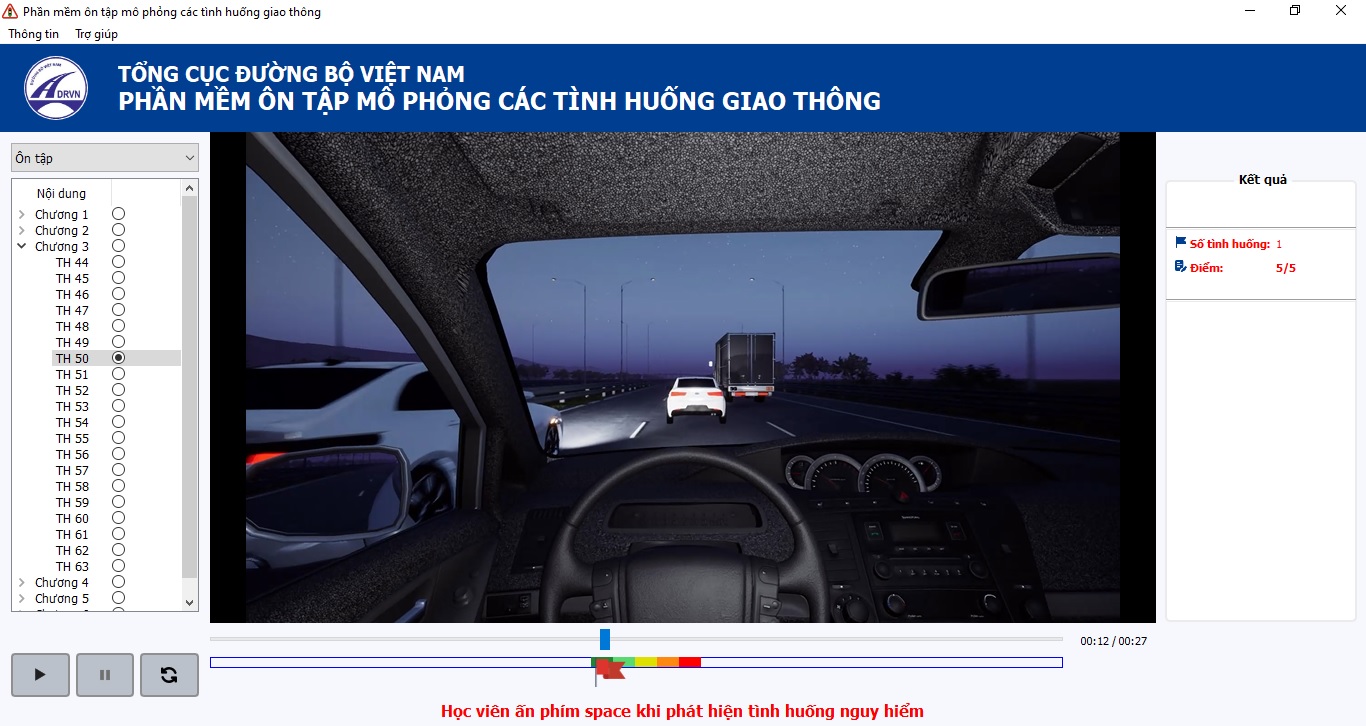 Phần mềm ôn tập mô phỏng các tình huống giao thông
Thông tin Trợ giúp
TỔNG CỤC ĐƯỜNG BỘ VIỆT NAM
PHẦN MỀM ÔN TẬP MÔ PHỎNG CÁC TÌNH HUỐNG GIAO THÔNG
ĐƯỜNG BỘ VIỆT NAM
DRVN
Ôn tập
Nội dung
Chương 1
Chương 2
Chương 3
TH 44
TH 45
TH 46
TH 47
TH 48
TH 49
TH 50
TH 51
TH 52
TH 53
TH 54
TH 55
TH 56
TH 57
TH 58
TH 59
TH 60
TH 61
TH 62
TH 63
Chương 4
Chương 5
Kết quả
Số tình huống: 1
Điểm: 5/5
00:12 / 00:27
Học viên ấn phím space khi phát hiện tình huống nguy hiểm